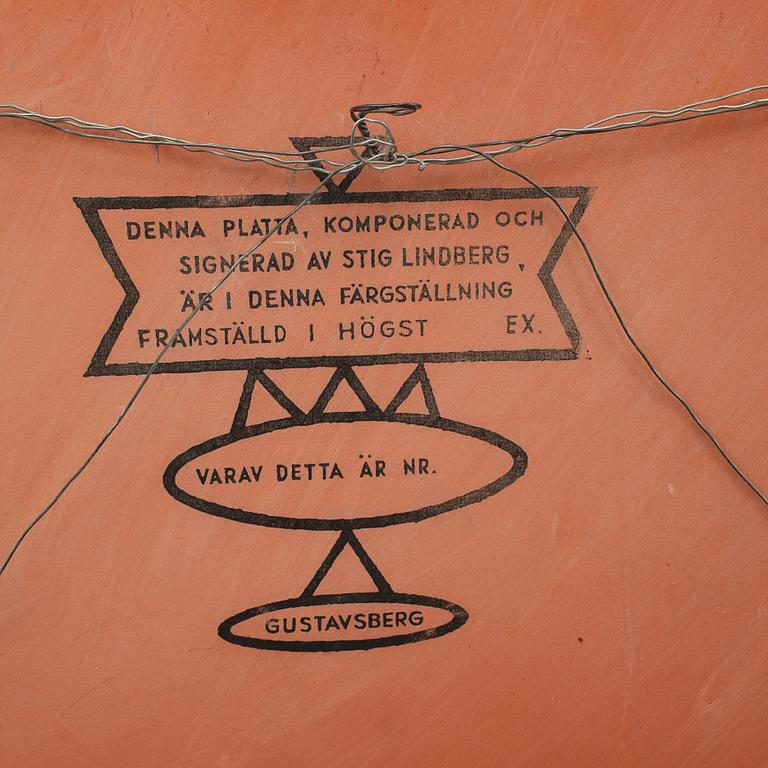 DENNA PLATTA, KOMPONERAD OCH
SIGNERAD AV STIG LINDBERG,
ÄR I DENNA FÄRGSTÄLLNING
FRAMSTÄLLD I HÖGST EX.
VARAV DETTA ÄR NR.
GUSTAVSBERG